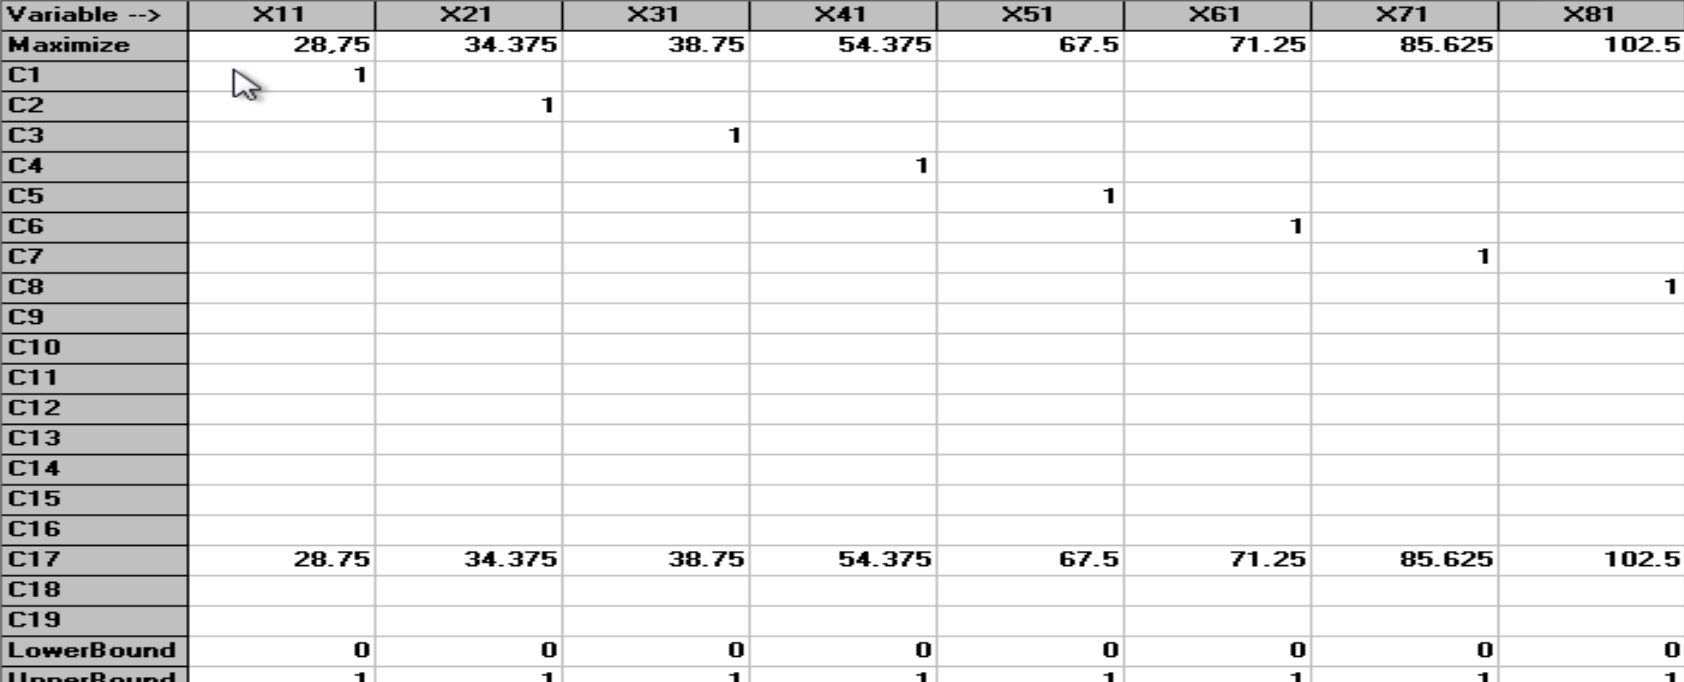 Variable --> X11 X21 X31 X41 X51 X61 X71 X81
Maximize 28,75 34.375 38.75 54.375 67.5 71.25 85.625 102.5
C1 1
C2 1
C3 1
C4 1
C5 1
C6 1
C7 1
C8 1
C9
C10
C11
C12
C13
C14
C15
C16
C17 28.75 34.375 38.75 54.375 67.5 71.25 85.625 102.5
C18
C19
LowerBound 0 0 0 0 0 0 0 0
UpperBound 1 1 1 1 1 1 1 1